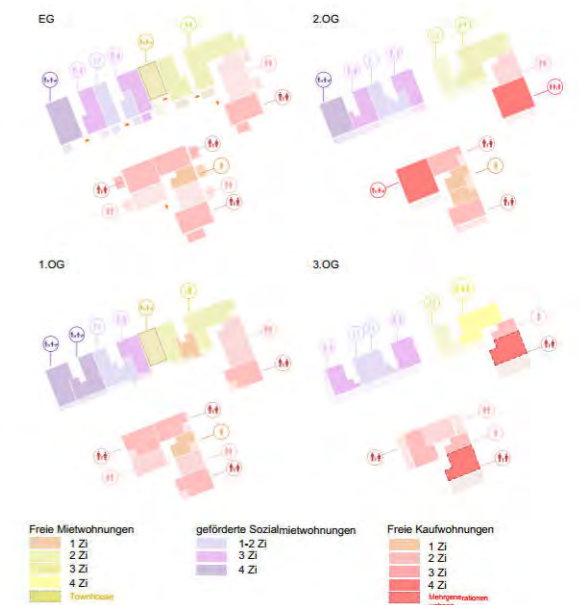 EG
2.OG
1.OG
3.OG
Freie Mietwohnungen
1 Zi
2 Zi
3 Zi
4 Zi
Townhouse
geförderte Sozialmietwohnungen
1+2 Zi
3 Zi
4 Zi
Freie Kaufwohnungen
1 Zi
2 Zi
3 Zi
4 Zi
Mehrgenerationen